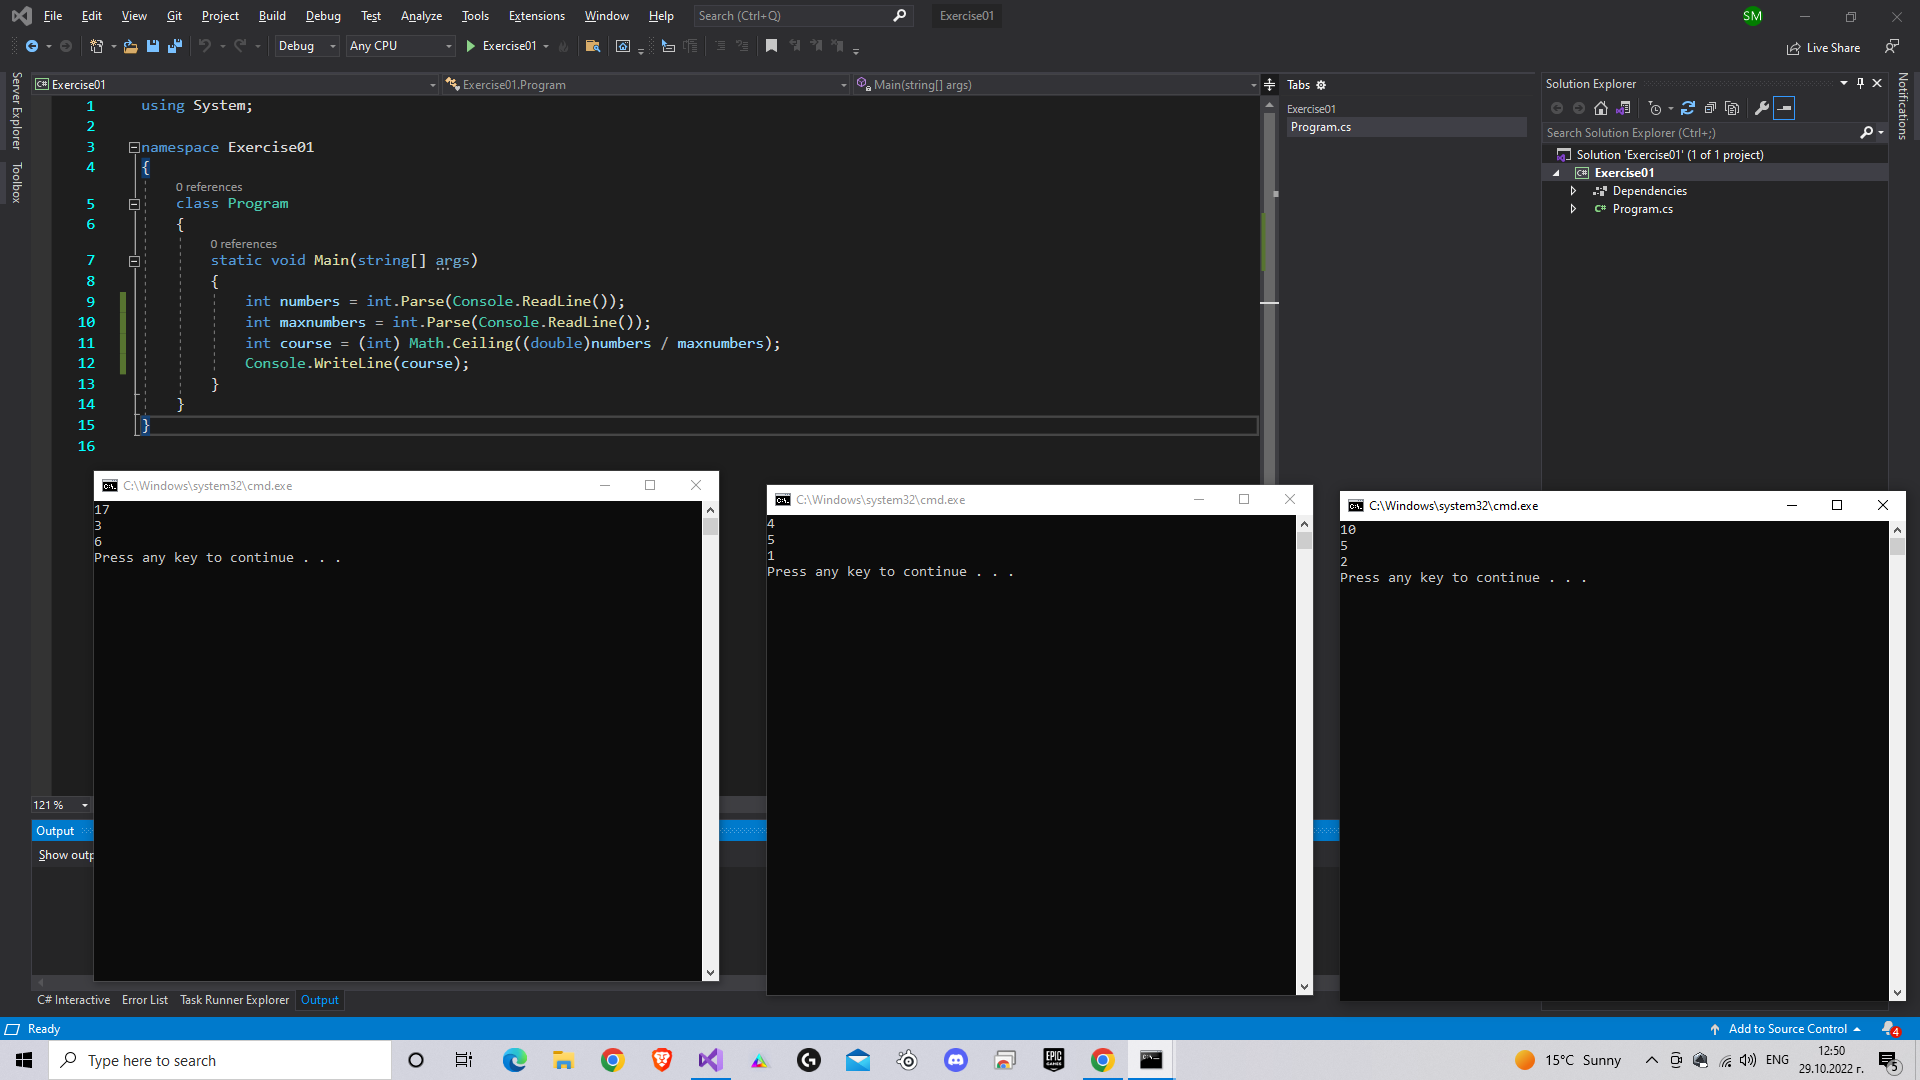 File Edit View Git Project Build Debug Test Analyze Tools Extensions Window Help Search (Ctrl+Q) Exercise01 SM
Debug Any CPU Exercise01 Live Share
Server Explorer
Toolbox
Exercise01 Exercise01.Program Main(string[] args)
1 using System;
2
3 namespace Exercise01
4 {
0 references
5 class Program
6 {
0 references
7 static void Main(string[] args)
8 {
9 int numbers = int.Parse(Console.ReadLine());
10 int maxnumbers = int.Parse(Console.ReadLine());
11 int course = (int) Math.Ceiling((double)numbers / maxnumbers);
12 Console.WriteLine(course);
13 }
14 }
15 }
16
Tabs
Exercise01
Program.cs
Solution Explorer
Search Solution Explorer (Ctrl+;)
Solution 'Exercise01' (1 of 1 project)
Exercise01
Dependencies
Program.cs
Notifications
C:\Windows\system32\cmd.exe
17
3
6
Press any key to continue . . .
C:\Windows\system32\cmd.exe
4
5
1
Press any key to continue . . .
C:\Windows\system32\cmd.exe
10
5
2
Press any key to continue . . .
121 %
Output
Show outp
C# Interactive Error List Task Runner Explorer Output
Ready Add to Source Control 4
Type here to search EPIC GAMES 15°C Sunny ENG 12:50
29.10.2022 г. 5